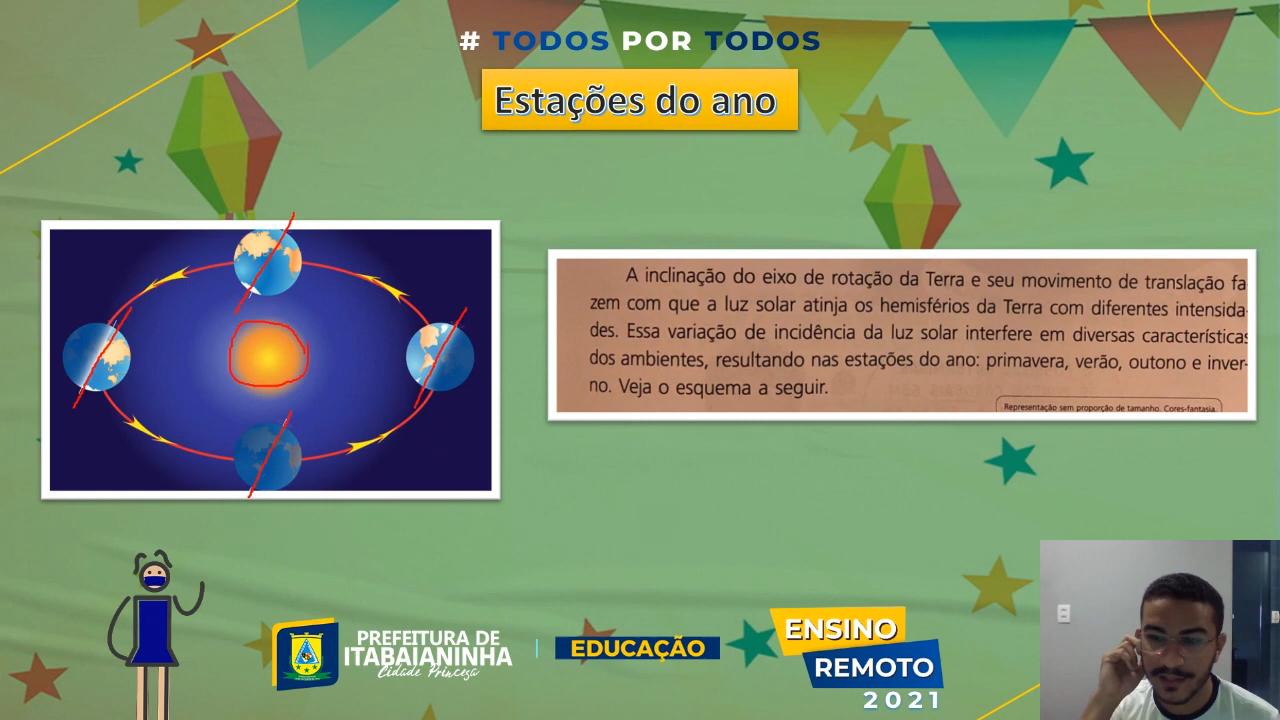 # TODOS POR TODOS
Estações do ano
A inclinação do eixo de rotação da Terra e seu movimento de translação fa-
zem com que a luz solar atinja os hemisférios da Terra com diferentes intensida-
des. Essa variação de incidência da luz solar interfere em diversas características
dos ambientes, resultando nas estações do ano: primavera, verão, outono e inver-
no. Veja o esquema a seguir.
Representação sem proporção de tamanho. Cores-fantasia.
PREFEITURA DE
ITABAIANINHA
Cidade Princesa
EDUCAÇÃO
ENSINO
REMOTO
2021